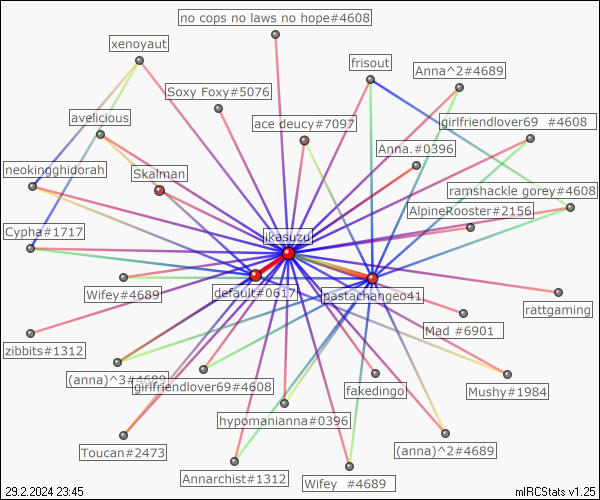 no cops no laws no hope#4608
xenoyaut
frisout
Anna^2#4689
Soxy Foxy#5076
avelicious
ace deucy#7097
girlfriendlover69 #4608
Anna.#0396
neokingghidorah
Skalman
ramshackle gorey#4608
AlpineRooster#2156
Cypha#1717
ikasuzu
Wifey#4689
default#0617
pastachangeo41
rattgaming
Mad #6901
zibbits#1312
(anna)^3#4689
girlfriendlover69#4608
fakedingo
Mushy#1984
hypomanianna#0396
Toucan#2473
(anna)^2#4689
Annarchist#1312
Wifey #4689
29.2.2024 23:45
mIRCStats v1.25